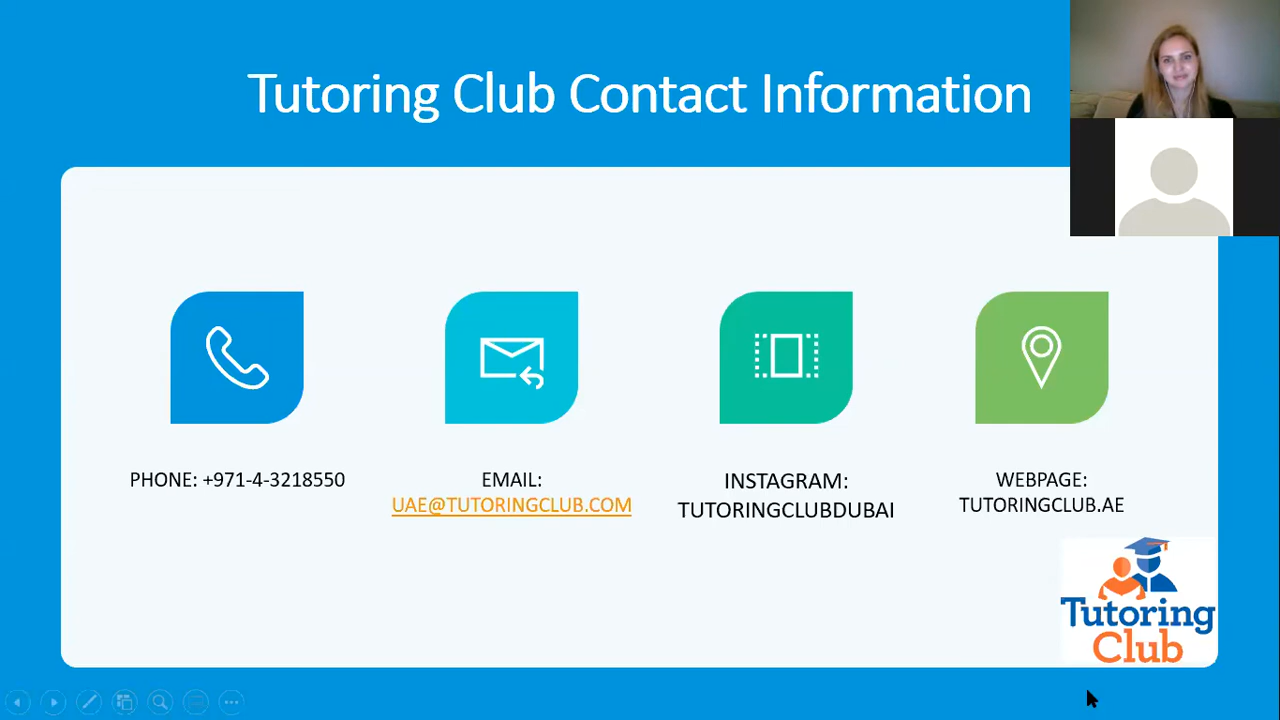 Tutoring Club Contact Information
PHONE: +971-4-3218550
EMAIL:
UAE@TUTORINGCLUB.COM
INSTAGRAM:
TUTORINGCLUBDUBAI
WEBPAGE:
TUTORINGCLUB.AE
Tutoring
Club